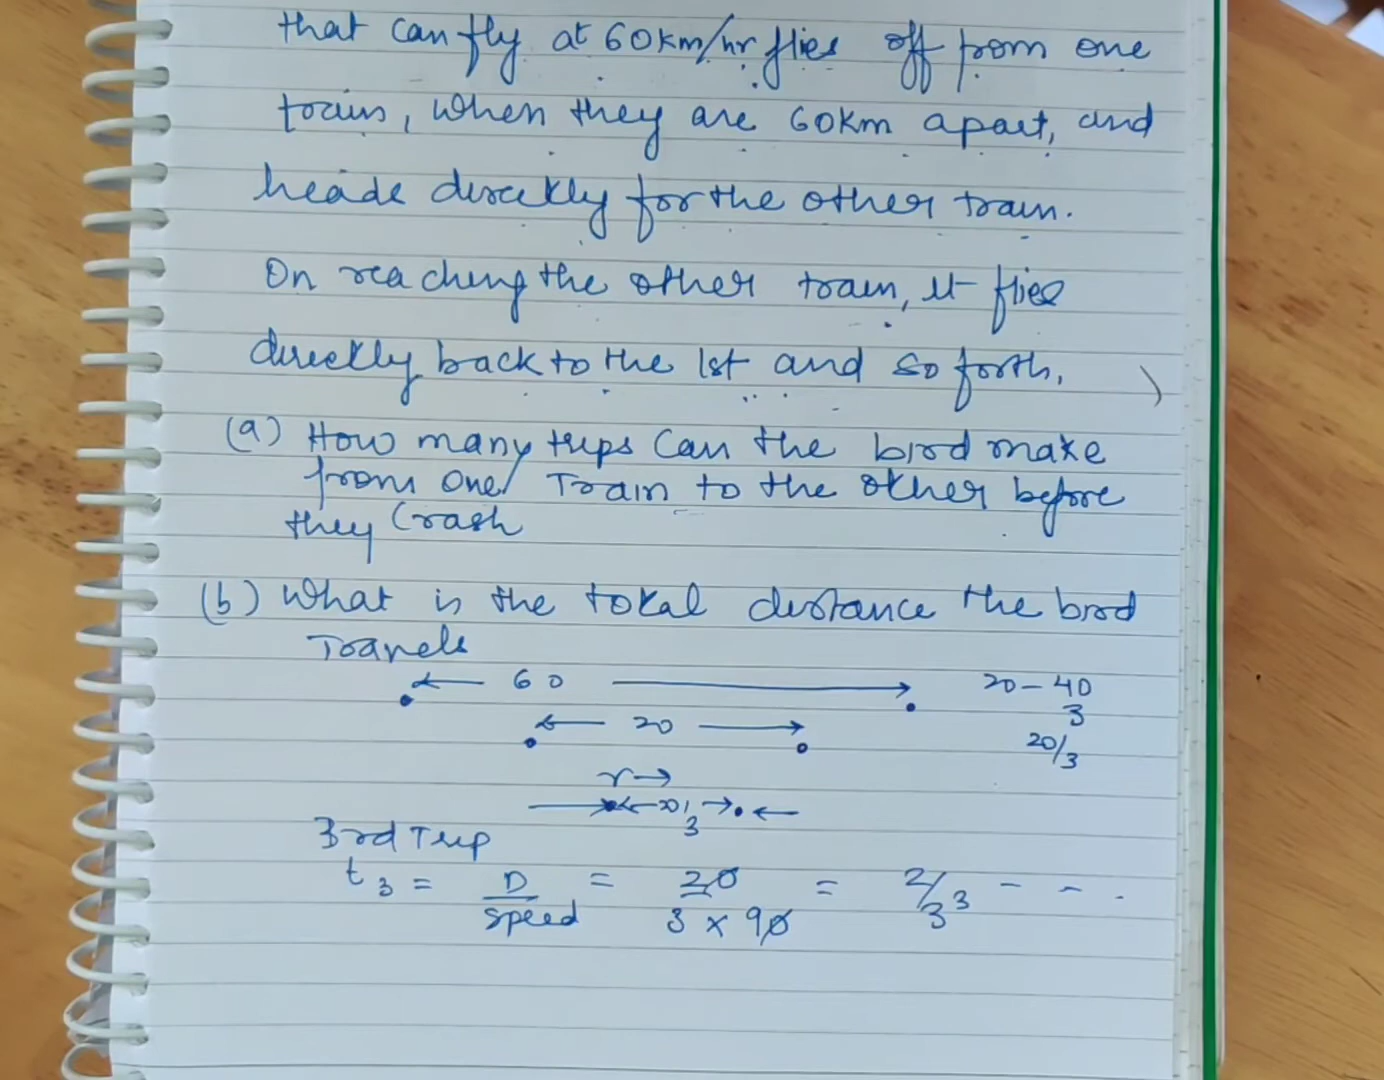 that can fly at 60km/hr flies off from one
train, when they are 60km apart, and
heads directly for the other train.
On reaching the other train, it flies
directly back to the 1st and so forth.
(a) How many trips can the bird make
from one Train to the other before
they Crash
(b) What is the total distance the bird
Travels
60
20 - 40
3
20
20/3
r→
20/3
3rd Trip
t3 = D/Speed = 20/3 x 90 = 2/3^3 - - -